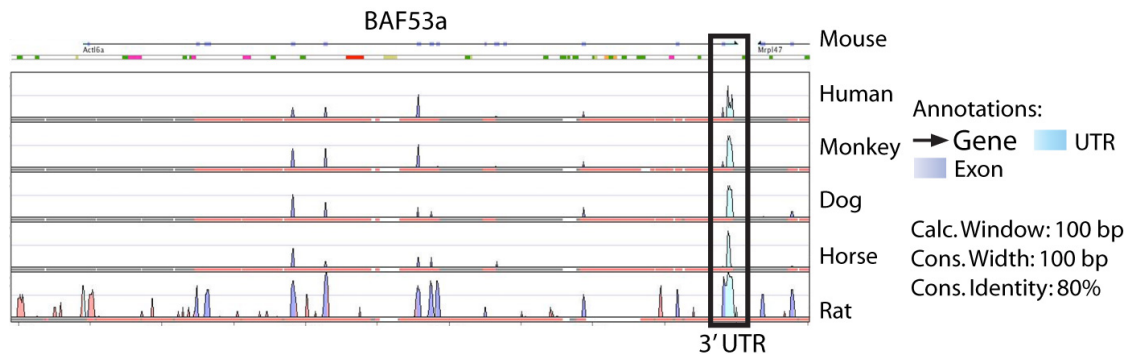 BAF53a
Actl6a
Mrpl47
Mouse
Human
Monkey
Dog
Horse
Rat
3’ UTR
Annotations:
Gene
UTR
Exon
Calc. Window: 100 bp
Cons. Width: 100 bp
Cons. Identity: 80%